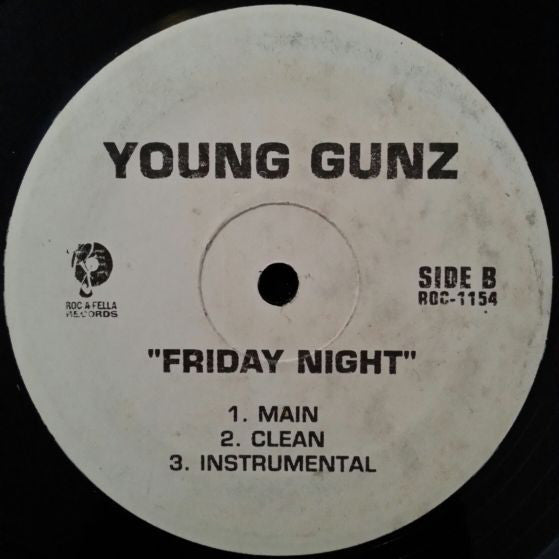 YOUNG GUNZ
ROC-A-FELLA
RECORDS
SIDE B
ROC-1154
"FRIDAY NIGHT"
1. MAIN
2. CLEAN
3. INSTRUMENTAL